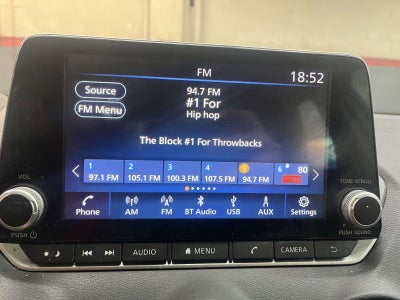 FM
18:52
Source
94.7 FM
#1 For
FM Menu
Hip hop
The Block #1 For Throwbacks
1 2 3 4 5 6 80
97.1 FM 105.1 FM 100.3 FM 107.5 FM 94.7 FM
Phone AM FM BT Audio USB AUX Settings
VOL
TUNE·SCROLL
PUSH
PUSH SOUND
AUDIO MENU CAMERA